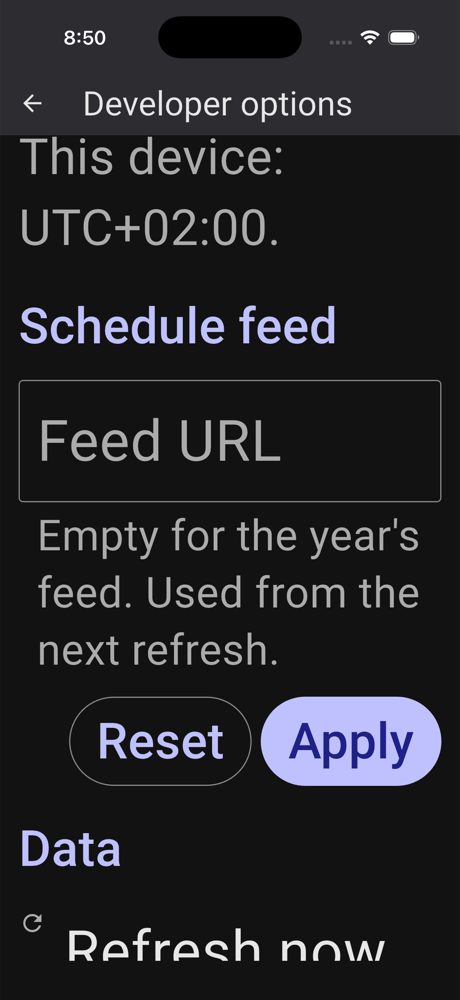 8:50
Developer options
This device:
UTC+02:00.
Schedule feed
Feed URL
Empty for the year's
feed. Used from the
next refresh.
Reset
Apply
Data
Refresh now